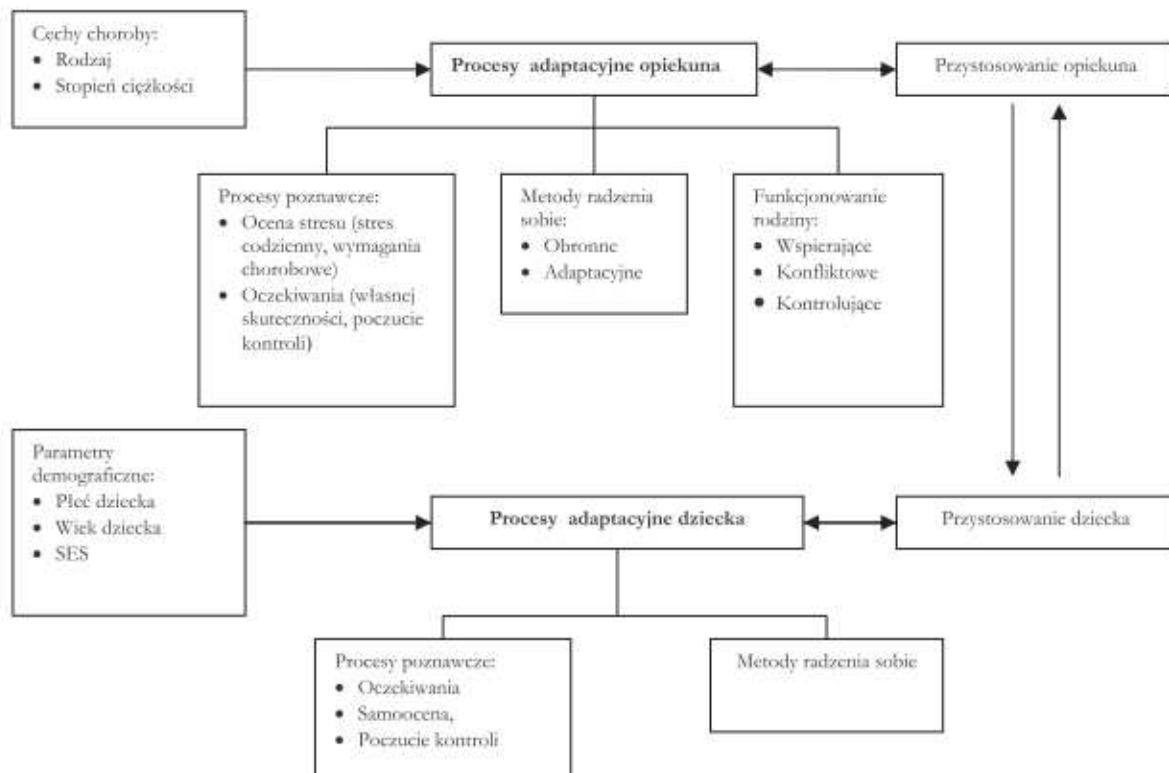 Cechy choroby:
• Rodzaj
• Stopień ciężkości
Procesy adaptacyjne opiekuna
Przystosowanie opiekuna
Procesy poznawcze:
• Ocena stresu (stres
codzienny, wymagania
chorobowe)
• Oczekiwania (własnej
skuteczności, poczucie
kontroli)
Metody radzenia
sobie:
• Obronne
• Adaptacyjne
Funkcjonowanie
rodziny:
• Wspierające
• Konfliktowe
• Kontrolujące
Parametry
demograficzne:
• Płeć dziecka
• Wiek dziecka
• SES
Procesy adaptacyjne dziecka
Przystosowanie dziecka
Procesy poznawcze:
• Oczekiwania
• Samoocena,
• Poczucie kontroli
Metody radzenia sobie